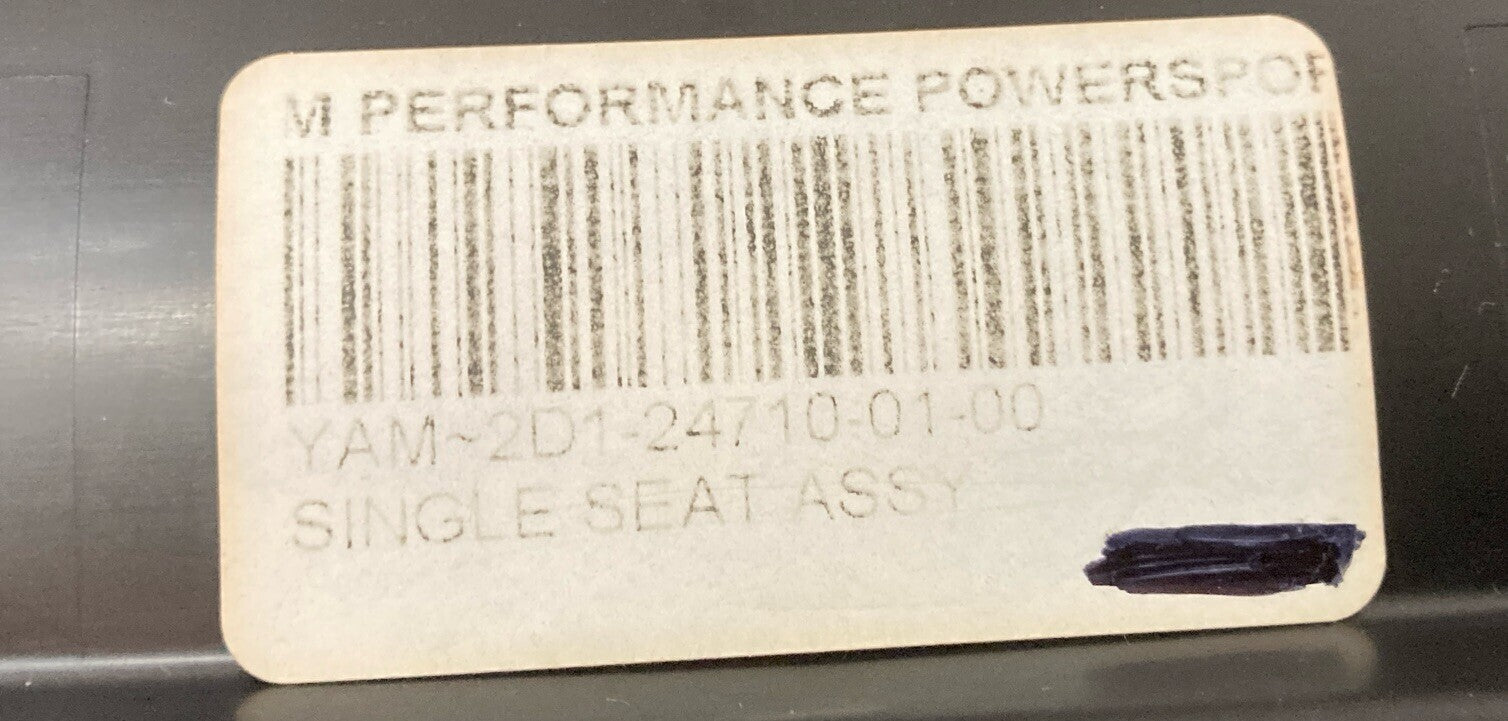 M PERFORMANCE POWERSPOR
YAM~2D1-24710-01-00
SINGLE SEAT ASSY